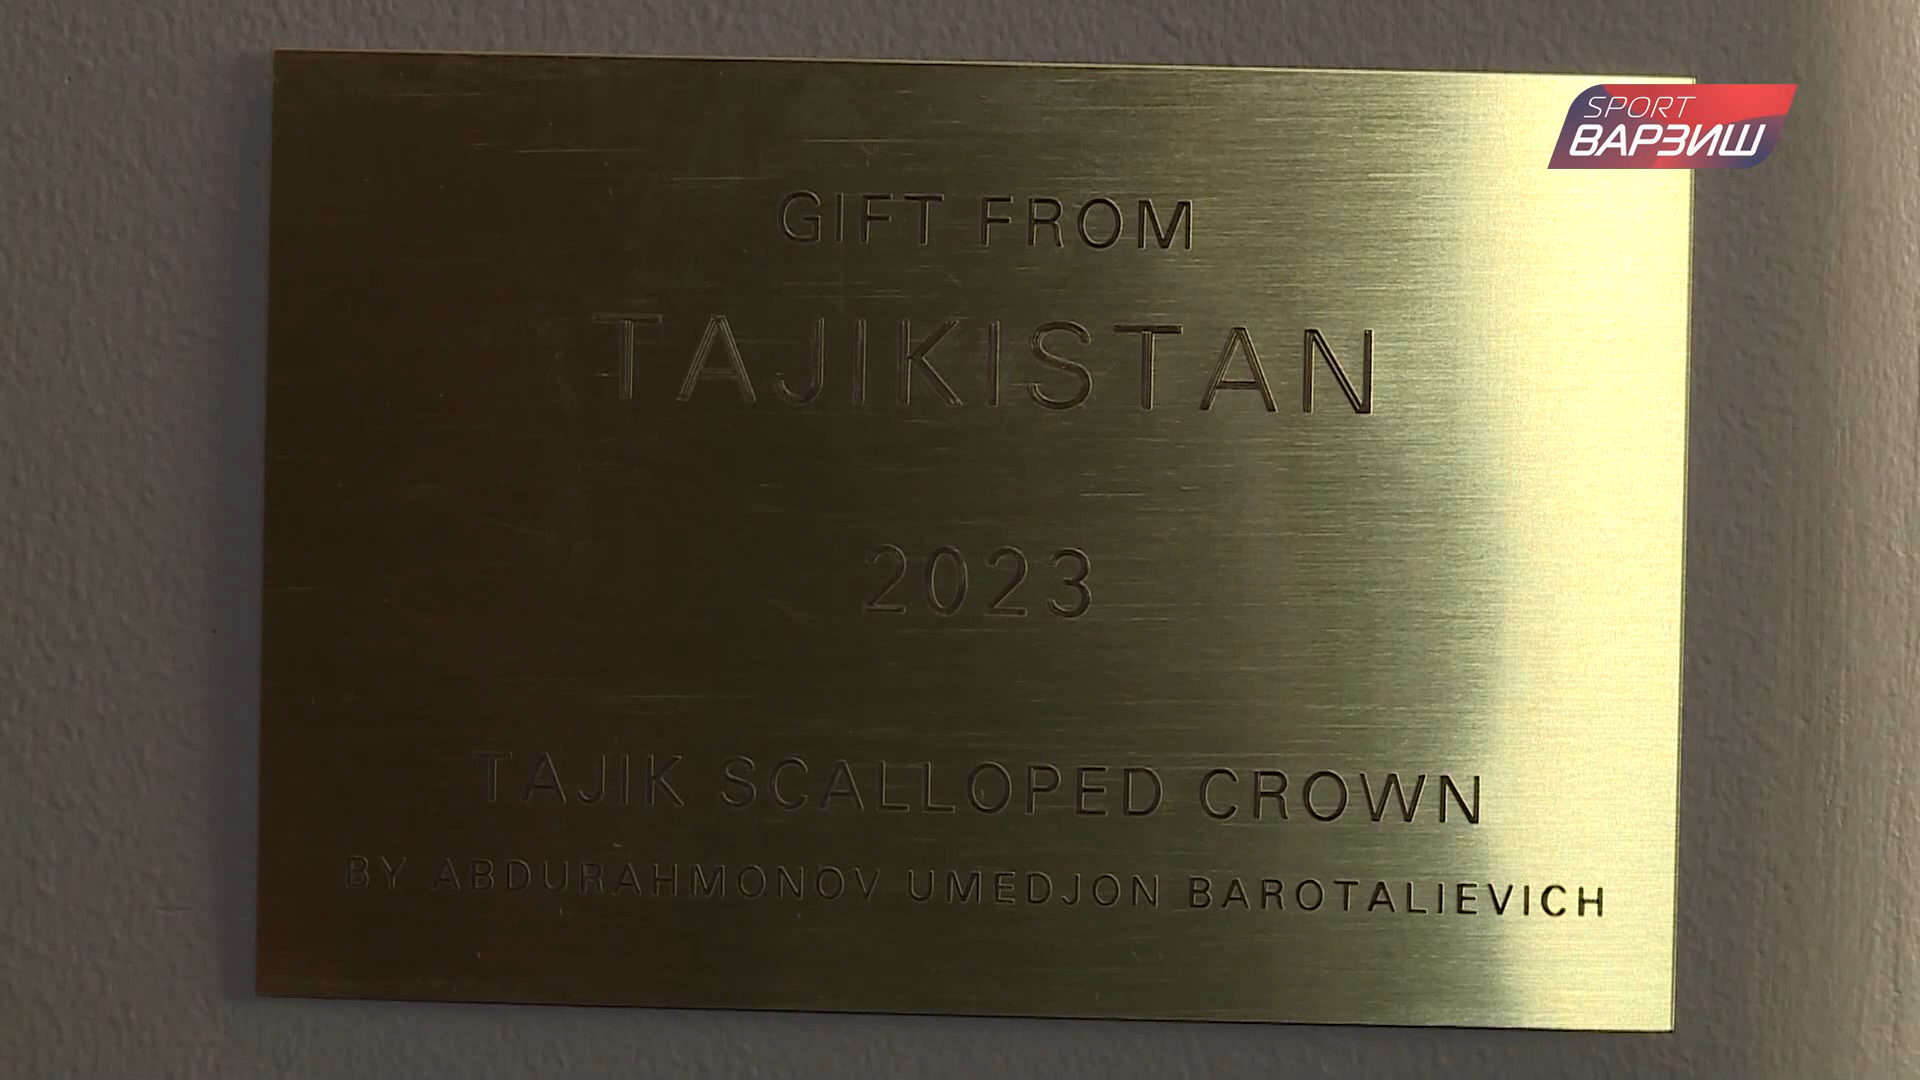 SPORT
ВАРЗИШ
GIFT FROM
TAJIKISTAN
2023
TAJIK SCALLOPED CROWN
BY ABDURAHMONOV UMEDJON BAROTALIEVICH